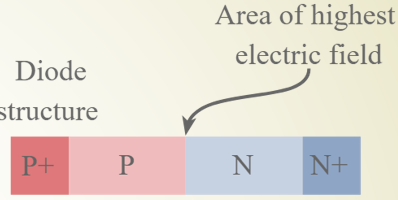 Area of highest
electric field
Diode
structure
P+ P N N+